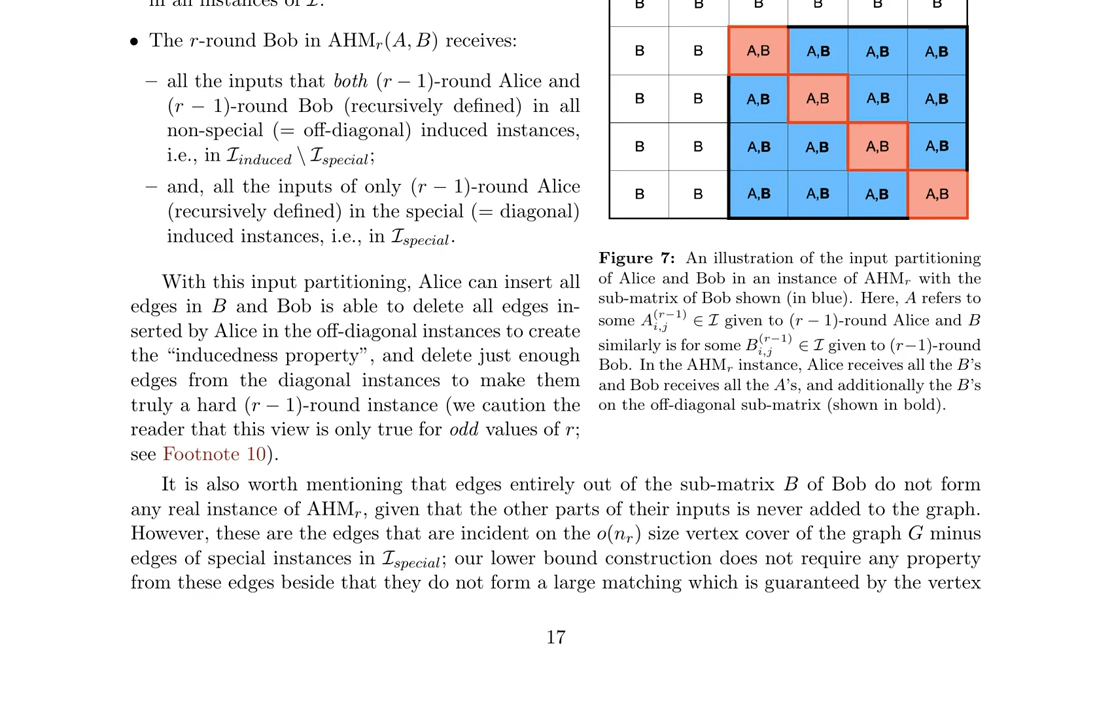 in all instances of ℐ.
• The r-round Bob in AHMᵣ(A, B) receives:
– all the inputs that both (r − 1)-round Alice and
(r − 1)-round Bob (recursively defined) in all
non-special (= off-diagonal) induced instances,
i.e., in ℐ_induced \ ℐ_special;
– and, all the inputs of only (r − 1)-round Alice
(recursively defined) in the special (= diagonal)
induced instances, i.e., in ℐ_special.
With this input partitioning, Alice can insert all
edges in B and Bob is able to delete all edges in-
serted by Alice in the off-diagonal instances to create
the “inducedness property”, and delete just enough
edges from the diagonal instances to make them
truly a hard (r − 1)-round instance (we caution the
reader that this view is only true for odd values of r;
see Footnote 10).
B B B B B B
B B A,B A,B A,B A,B
B B A,B A,B A,B A,B
B B A,B A,B A,B A,B
B B A,B A,B A,B A,B
Figure 7: An illustration of the input partitioning
of Alice and Bob in an instance of AHMᵣ with the
sub-matrix of Bob shown (in blue). Here, A refers to
some A_{i,j}^{(r−1)} ∈ ℐ given to (r − 1)-round Alice and B
similarly is for some B_{i,j}^{(r−1)} ∈ ℐ given to (r−1)-round
Bob. In the AHMᵣ instance, Alice receives all the B’s
and Bob receives all the A’s, and additionally the B’s
on the off-diagonal sub-matrix (shown in bold).
It is also worth mentioning that edges entirely out of the sub-matrix B of Bob do not form
any real instance of AHMᵣ, given that the other parts of their inputs is never added to the graph.
However, these are the edges that are incident on the o(nᵣ) size vertex cover of the graph G minus
edges of special instances in ℐ_special; our lower bound construction does not require any property
from these edges beside that they do not form a large matching which is guaranteed by the vertex
17